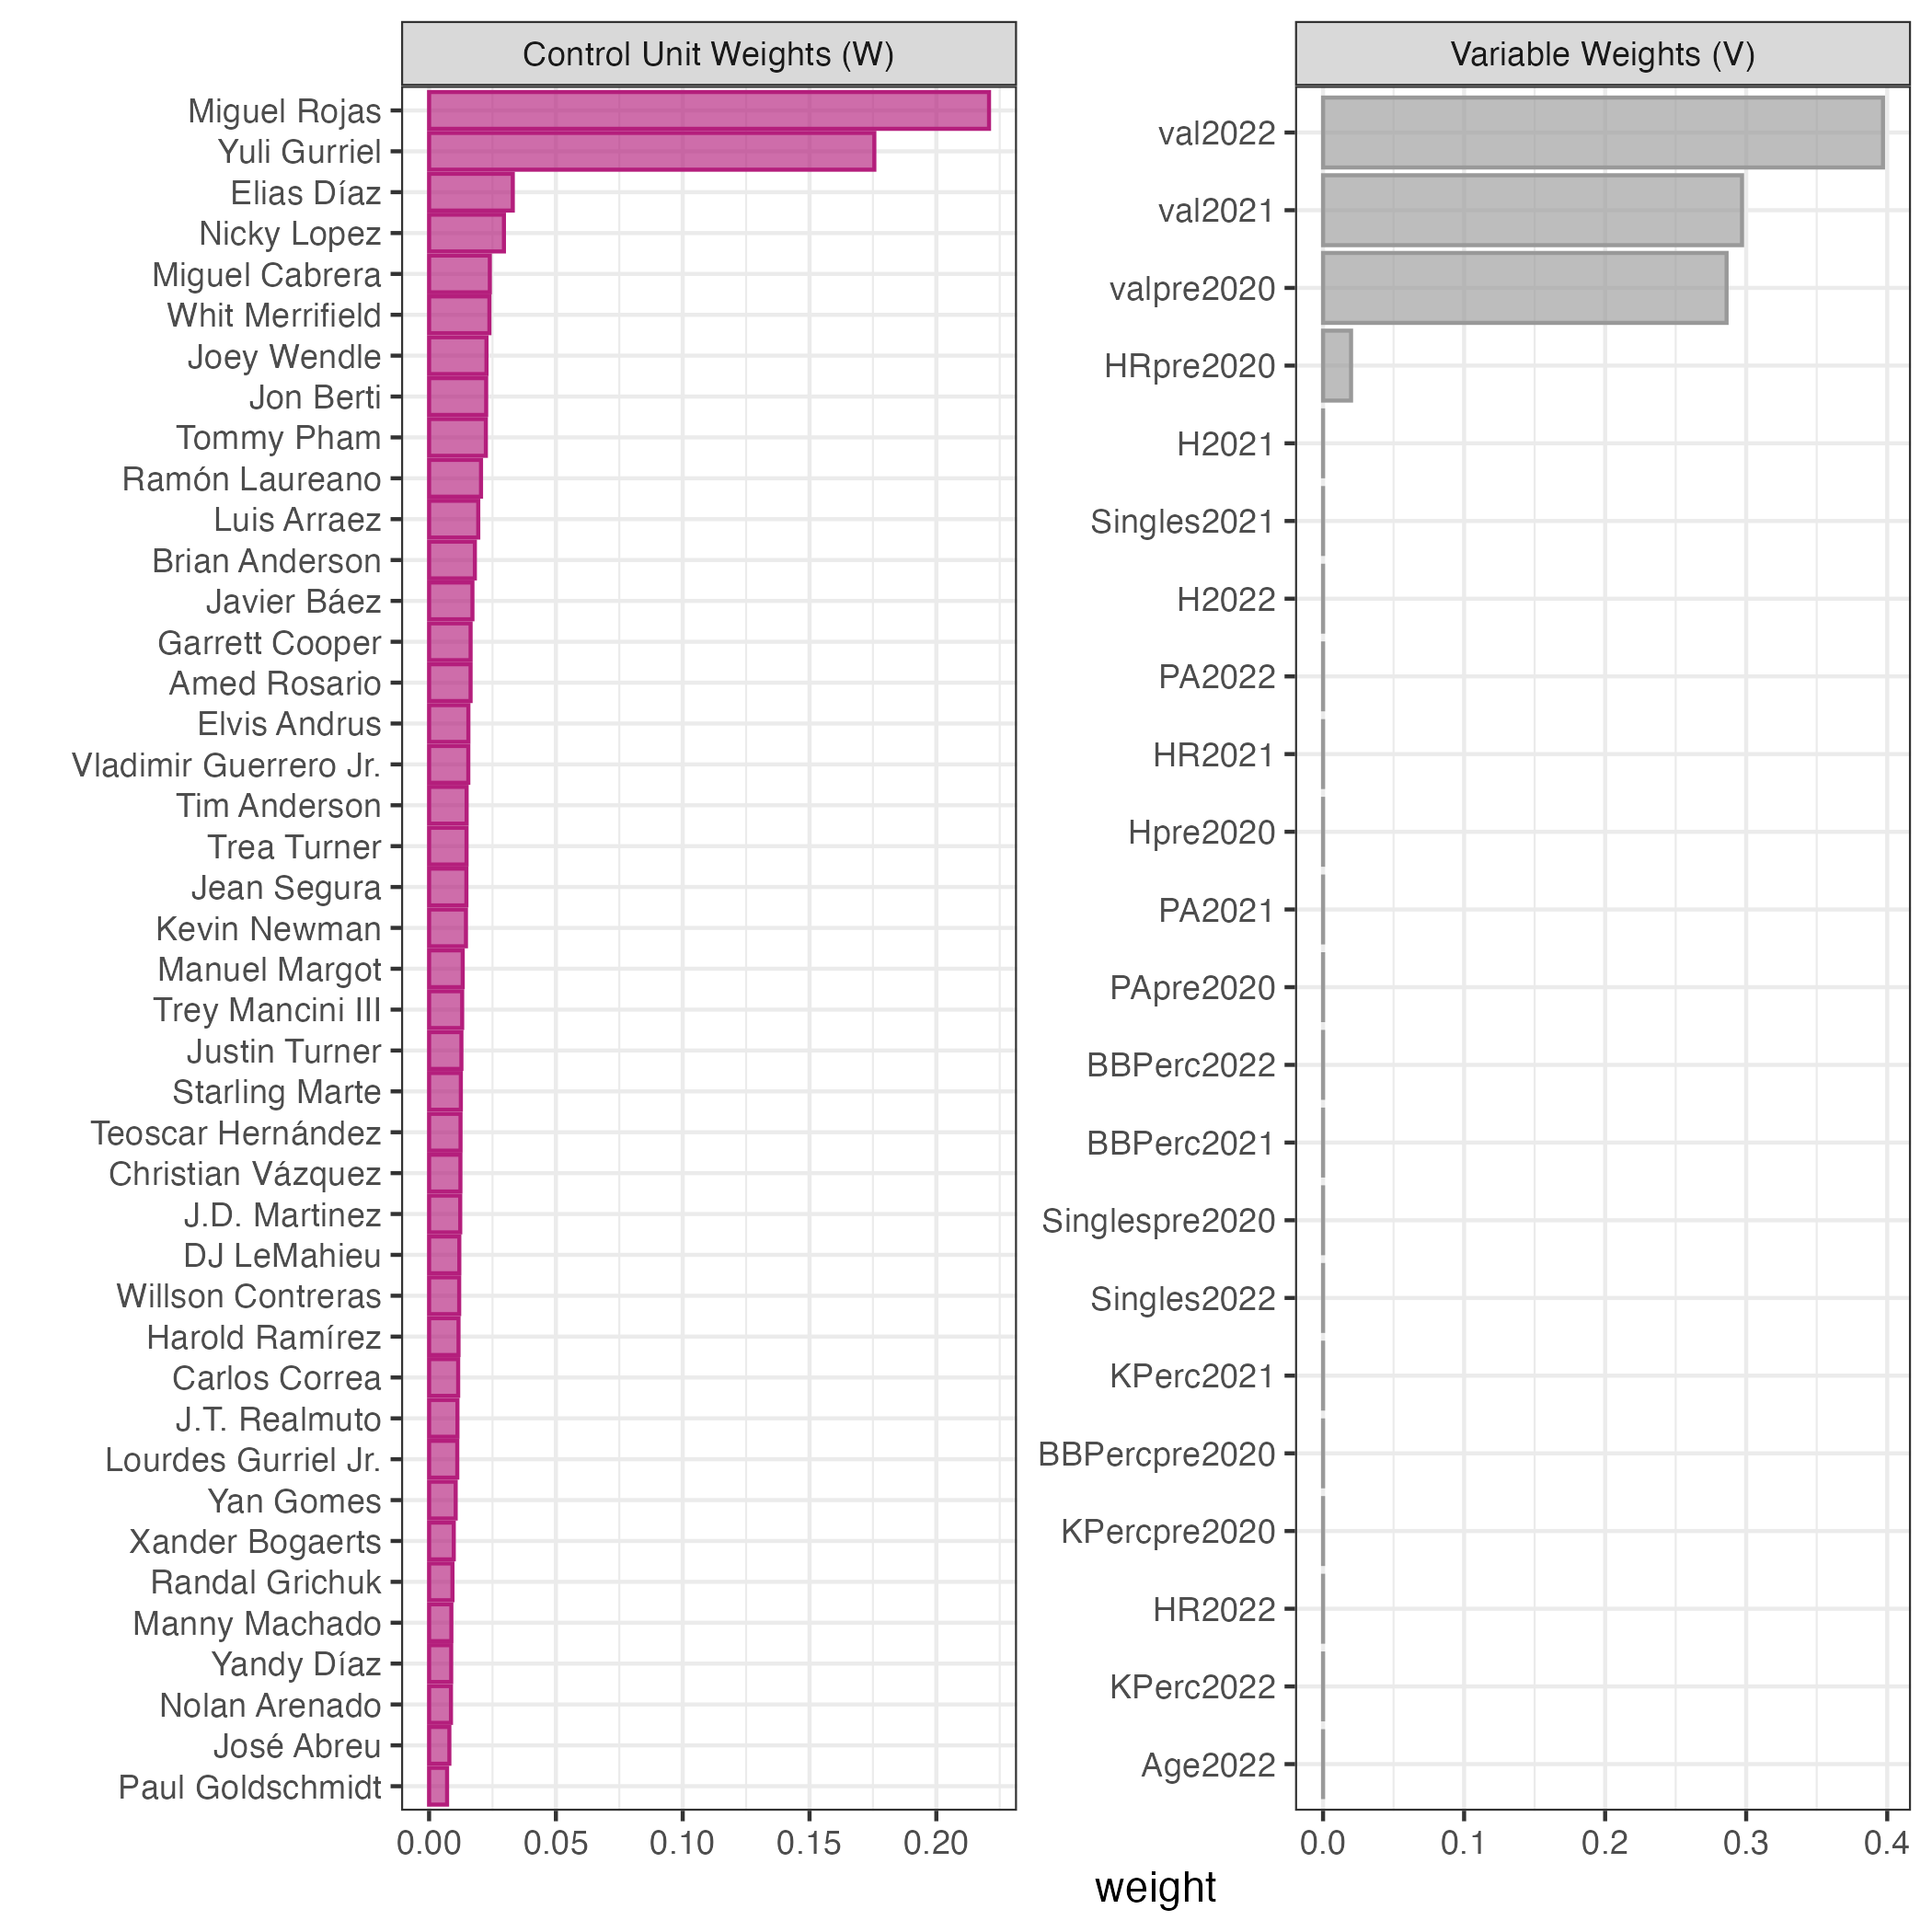 Control Unit Weights (W)
Miguel Rojas
Yuli Gurriel
Elias Díaz
Nicky Lopez
Miguel Cabrera
Whit Merrifield
Joey Wendle
Jon Berti
Tommy Pham
Ramón Laureano
Luis Arraez
Brian Anderson
Javier Báez
Garrett Cooper
Amed Rosario
Elvis Andrus
Vladimir Guerrero Jr.
Tim Anderson
Trea Turner
Jean Segura
Kevin Newman
Manuel Margot
Trey Mancini III
Justin Turner
Starling Marte
Teoscar Hernández
Christian Vázquez
J.D. Martinez
DJ LeMahieu
Willson Contreras
Harold Ramírez
Carlos Correa
J.T. Realmuto
Lourdes Gurriel Jr.
Yan Gomes
Xander Bogaerts
Randal Grichuk
Manny Machado
Yandy Díaz
Nolan Arenado
José Abreu
Paul Goldschmidt
0.00 0.05 0.10 0.15 0.20
Variable Weights (V)
val2022
val2021
valpre2020
HRpre2020
H2021
Singles2021
H2022
PA2022
HR2021
Hpre2020
PA2021
PApre2020
BBPerc2022
BBPerc2021
Singlespre2020
Singles2022
KPerc2021
BBPercpre2020
KPercpre2020
HR2022
KPerc2022
Age2022
0.0 0.1 0.2 0.3 0.4
weight